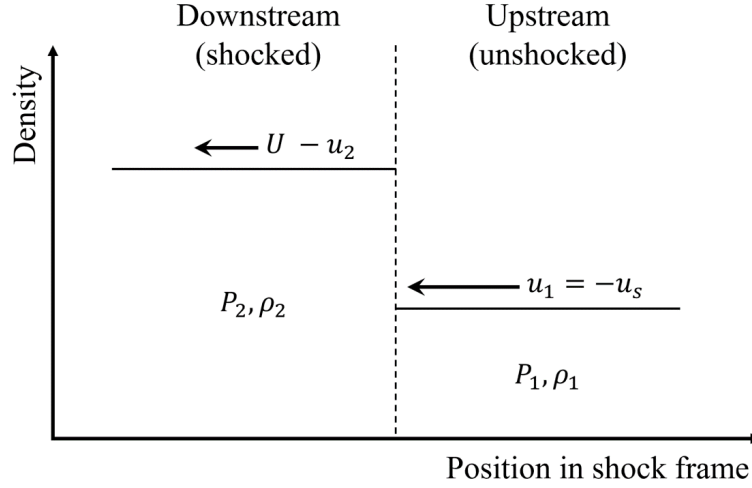 Downstream
(shocked)
Upstream
(unshocked)
Density
U − u₂
u₁ = −uₛ
P₂, ρ₂
P₁, ρ₁
Position in shock frame